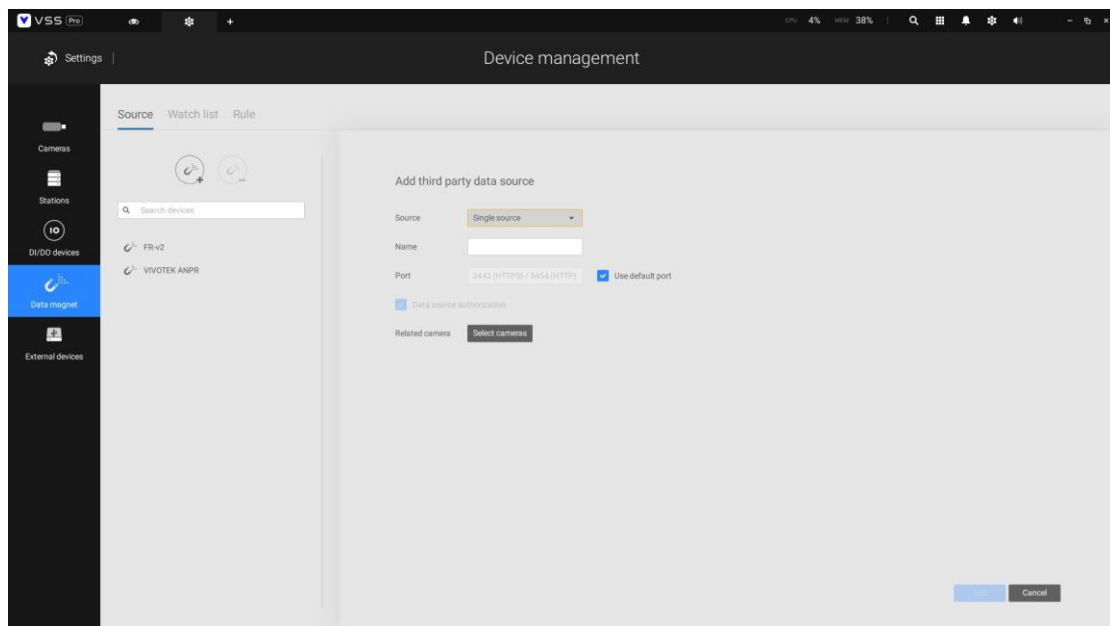 VSS Pro
CPU 4% MEM 38%
Settings
Device management
Cameras
Stations
IO
DI/DO devices
Data magnet
External devices
Source Watch list Rule
Search devices
FR-v2
VIVOTEK ANPR
Add third party data source
Source Single source
Name
Port 3443 (HTTPS) / 3454 (HTTP) Use default port
Data source authorization
Related camera Select cameras
Add Cancel